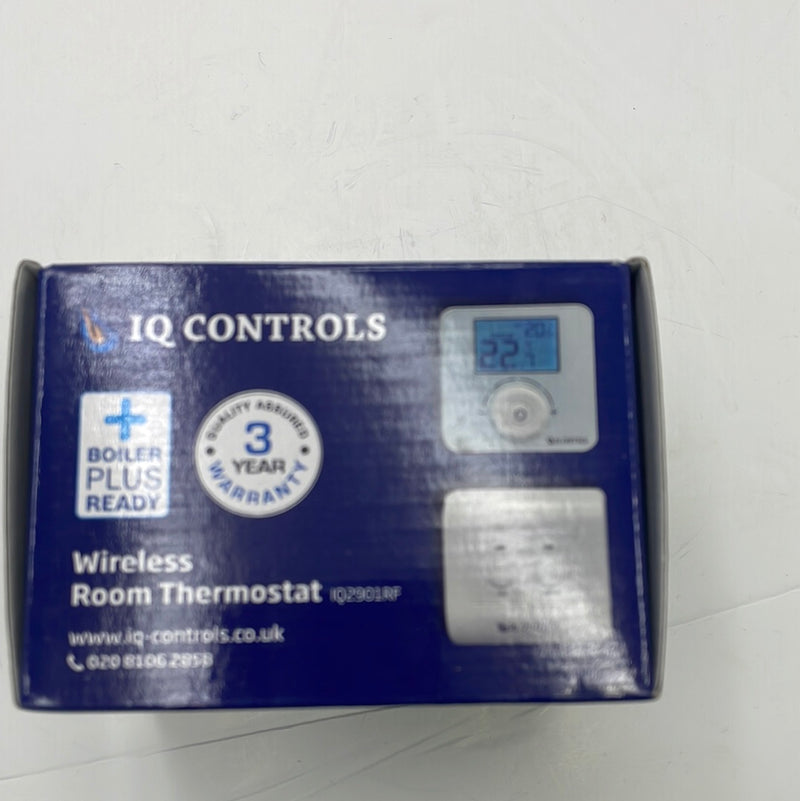 IQ CONTROLS
BOILER
PLUS
READY
QUALITY ASSURED
3
YEAR
WARRANTY
20
22
Wireless
Room Thermostat IQ2901RF
www.iq-controls.co.uk
020 8106 2858